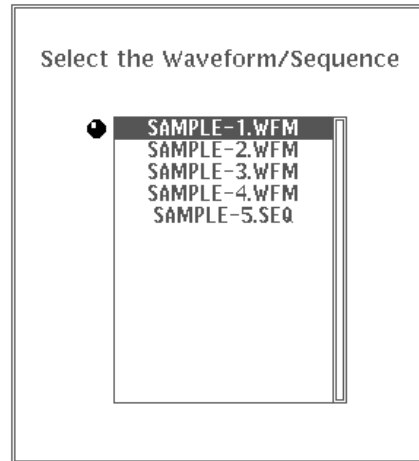 Select the Waveform/Sequence
SAMPLE-1.WFM
SAMPLE-2.WFM
SAMPLE-3.WFM
SAMPLE-4.WFM
SAMPLE-5.SEQ